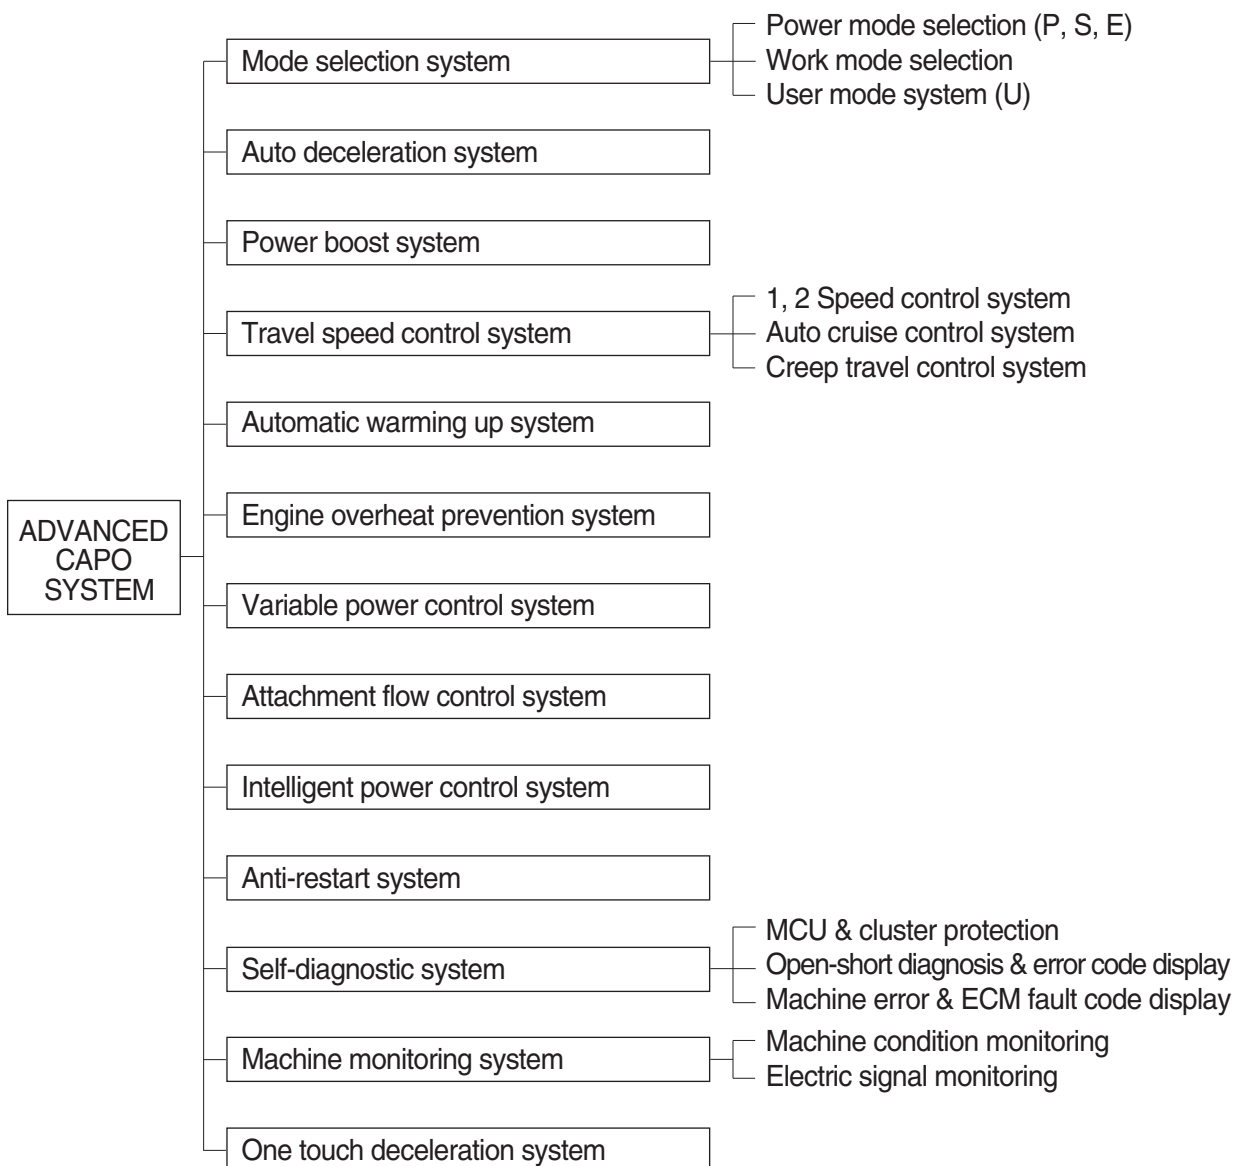 Power mode selection (P, S, E)
Mode selection system
Work mode selection
User mode system (U)
Auto deceleration system
Power boost system
1, 2 Speed control system
Travel speed control system
Auto cruise control system
Creep travel control system
Automatic warming up system
Engine overheat prevention system
ADVANCED
CAPO
SYSTEM
Variable power control system
Attachment flow control system
Intelligent power control system
Anti-restart system
MCU & cluster protection
Self-diagnostic system
Open-short diagnosis & error code display
Machine error & ECM fault code display
Machine monitoring system
Machine condition monitoring
Electric signal monitoring
One touch deceleration system